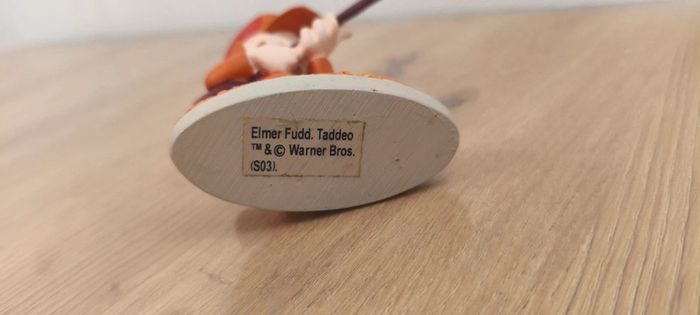 Elmer Fudd. Taddeo
™ & © Warner Bros.
(S03).